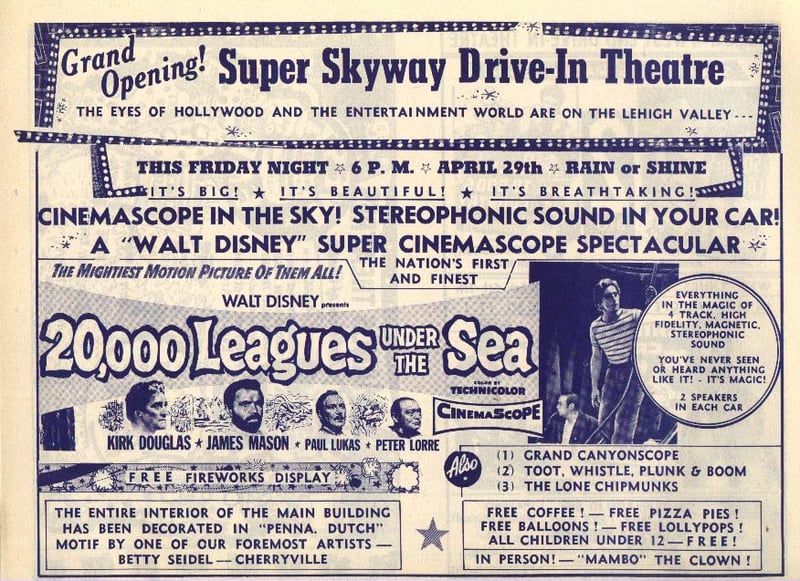 Grand Opening! Super Skyway Drive-In Theatre
THE EYES OF HOLLYWOOD AND THE ENTERTAINMENT WORLD ARE ON THE LEHIGH VALLEY---
THIS FRIDAY NIGHT ☆ 6 P. M. ☆ APRIL 29th ☆ RAIN or SHINE
IT'S BIG! ★ IT'S BEAUTIFUL! ★ IT'S BREATHTAKING!
CINEMASCOPE IN THE SKY! STEREOPHONIC SOUND IN YOUR CAR!
A "WALT DISNEY" SUPER CINEMASCOPE SPECTACULAR
THE MIGHTIEST MOTION PICTURE OF THEM ALL!
THE NATION'S FIRST
AND FINEST
WALT DISNEY presents
20,000 Leagues UNDER THE Sea
COLOR BY
TECHNICOLOR
CINEMASCOPE
KIRK DOUGLAS ★ JAMES MASON ★ PAUL LUKAS ★ PETER LORRE
EVERYTHING
IN THE MAGIC OF
4 TRACK, HIGH
FIDELITY, MAGNETIC,
STEREOPHONIC
SOUND
YOU'VE NEVER SEEN
OR HEARD ANYTHING
LIKE IT! - IT'S MAGIC!
2 SPEAKERS
IN EACH CAR
FREE FIREWORKS DISPLAY
Also
(1) GRAND CANYONSCOPE
(2) TOOT, WHISTLE, PLUNK & BOOM
(3) THE LONE CHIPMUNKS
THE ENTIRE INTERIOR OF THE MAIN BUILDING
HAS BEEN DECORATED IN "PENNA. DUTCH"
MOTIF BY ONE OF OUR FOREMOST ARTISTS —
BETTY SEIDEL — CHERRYVILLE
FREE COFFEE! — FREE PIZZA PIES!
FREE BALLOONS! — FREE LOLLYPOPS!
ALL CHILDREN UNDER 12 — FREE!
IN PERSON! — "MAMBO" THE CLOWN!